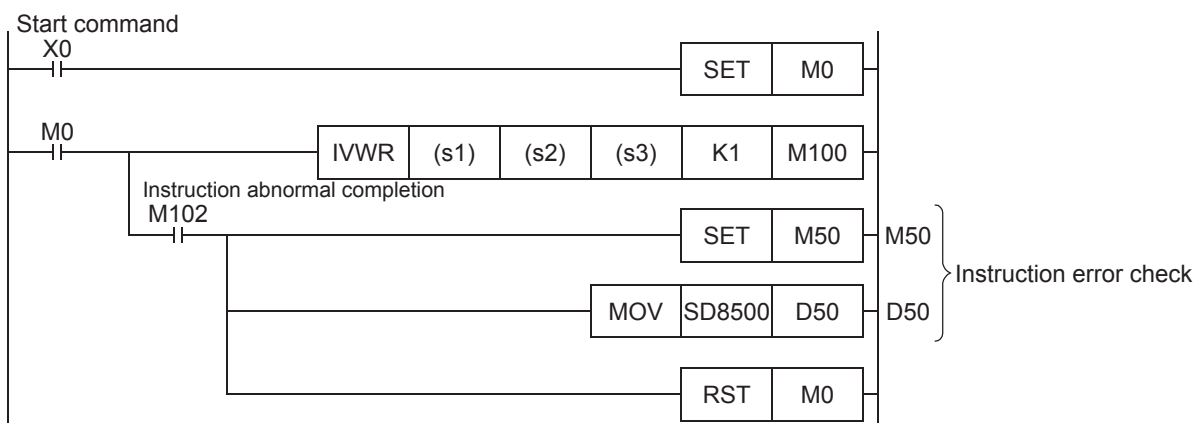 Start command
X0
SET M0
M0
IVWR (s1) (s2) (s3) K1 M100
Instruction abnormal completion
M102
SET M50 M50
Instruction error check
MOV SD8500 D50 D50
RST M0